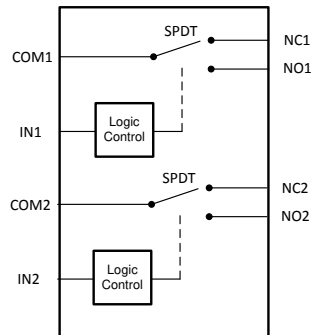 SPDT
NC1
COM1
NO1
IN1
Logic
Control
SPDT
NC2
COM2
NO2
IN2
Logic
Control